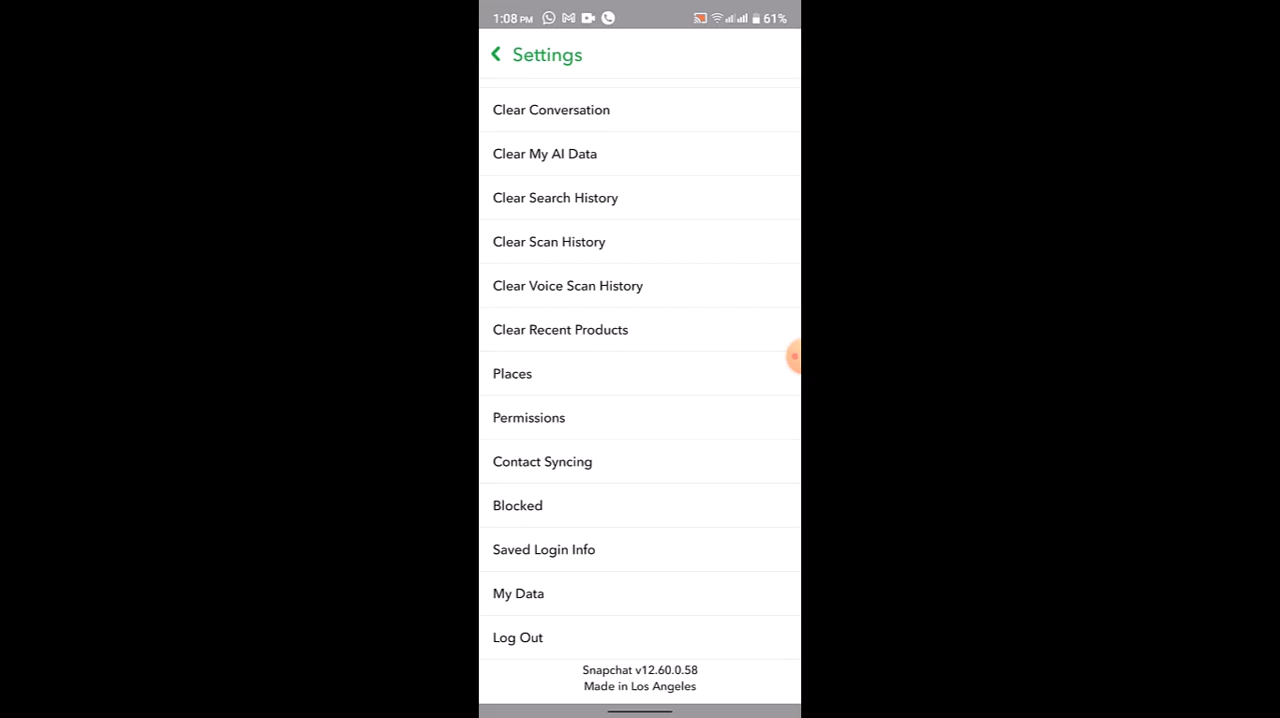 1:08 PM 61%
Settings
Clear Conversation
Clear My AI Data
Clear Search History
Clear Scan History
Clear Voice Scan History
Clear Recent Products
Places
Permissions
Contact Syncing
Blocked
Saved Login Info
My Data
Log Out
Snapchat v12.60.0.58
Made in Los Angeles